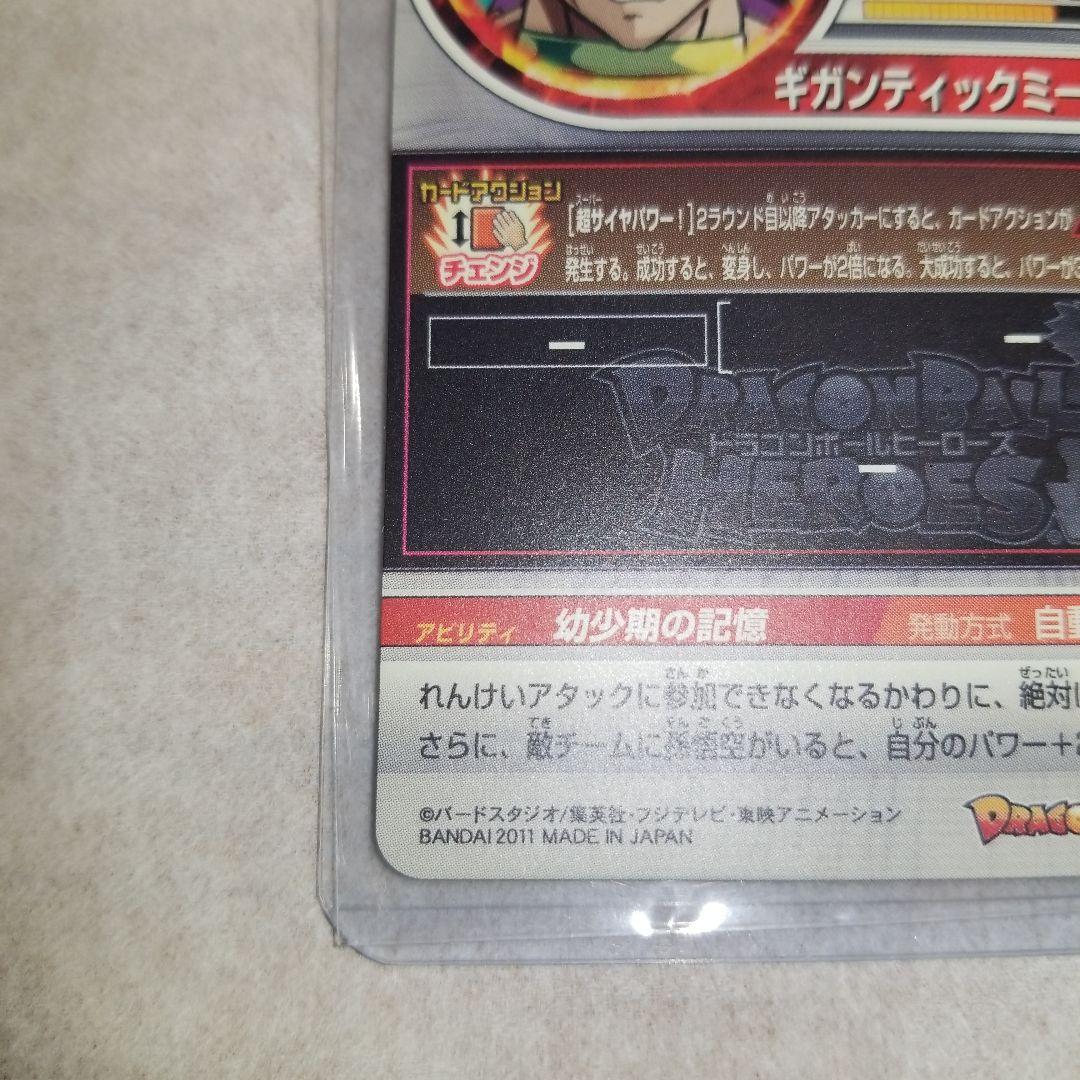 ギガンティックミー
カードアクション
チェンジ
[超サイヤパワー！]2ラウンド目以降アタッカーにすると、カードアクションが
発生する。成功すると、変身し、パワーが2倍になる。大成功すると、パワーが3
DRAGON BALL
ドラゴンボールヒーローズ
HEROES
アビリティ 幼少期の記憶 発動方式 自動
れんけいアタックに参加できなくなるかわりに、絶対に
さらに、敵チームに孫悟空がいると、自分のパワー+2
©バードスタジオ/集英社・フジテレビ・東映アニメーション
BANDAI 2011 MADE IN JAPAN
DRAGO